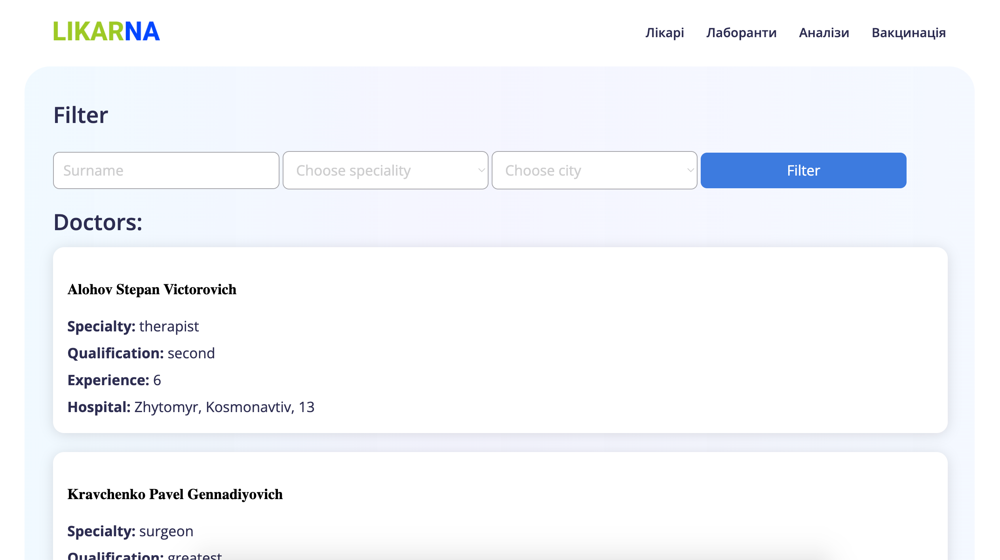 LIKARNA
Лікарі Лаборанти Аналізи Вакцинація
Filter
Surname Choose speciality Choose city Filter
Doctors:
Alohov Stepan Victorovich
Specialty: therapist
Qualification: second
Experience: 6
Hospital: Zhytomyr, Kosmonavtiv, 13
Kravchenko Pavel Gennadiyovich
Specialty: surgeon
Qualification: greatest